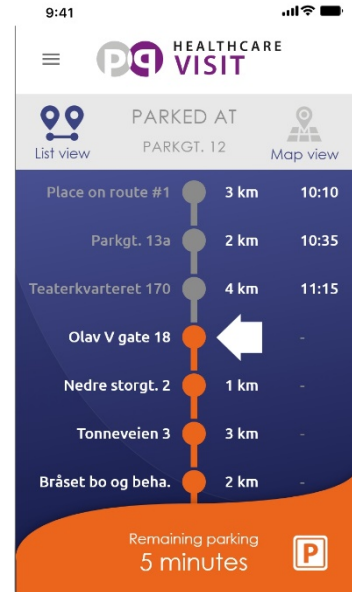 9:41
HEALTHCARE
VISIT
PARKED AT
PARKGT. 12
List view
Map view
Place on route #1 3 km 10:10
Parkgt. 13a 2 km 10:35
Teaterkvarteret 170 4 km 11:15
Olav V gate 18 -
Nedre storgt. 2 1 km -
Tonneveien 3 3 km -
Bråset bo og beha. 2 km -
Remaining parking
5 minutes
P